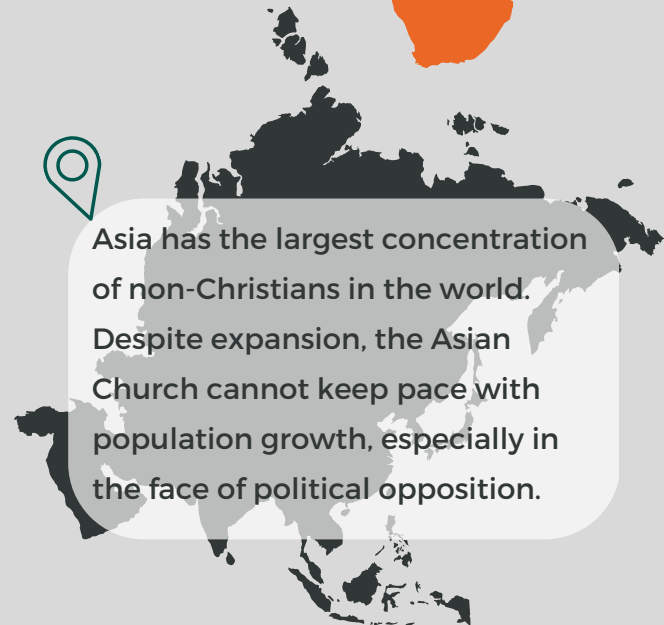 Asia has the largest concentration
of non-Christians in the world.
Despite expansion, the Asian
Church cannot keep pace with
population growth, especially in
the face of political opposition.